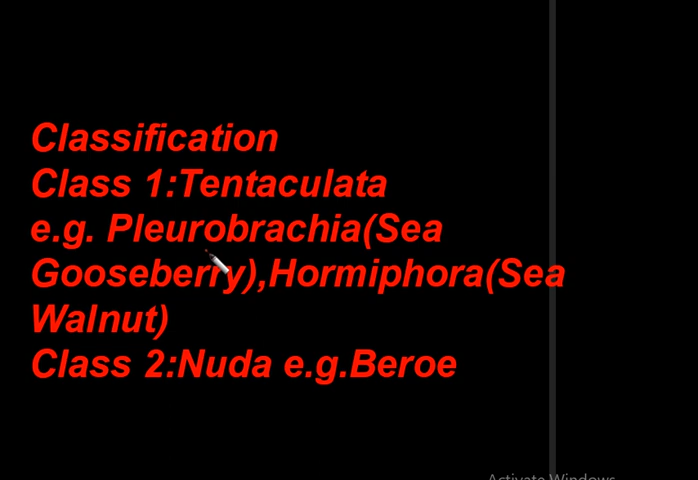 Classification
Class 1:Tentaculata
e.g. Pleurobrachia(Sea
Gooseberry),Hormiphora(Sea
Walnut)
Class 2:Nuda e.g.Beroe
Activate Windows